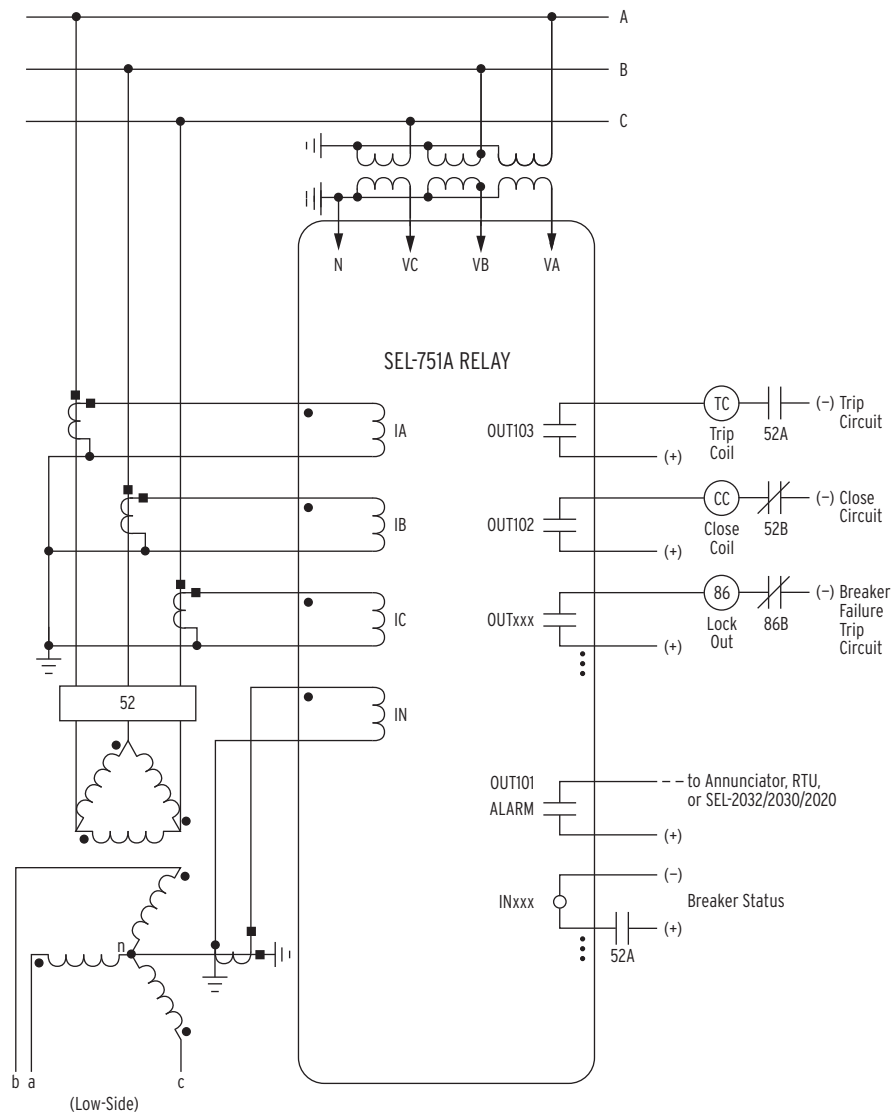 A
B
C
N
VC
VB
VA
SEL-751A RELAY
IA
OUT103
TC
Trip
Coil
52A
(–) Trip
Circuit
(+)
IB
OUT102
CC
Close
Coil
52B
(–) Close
Circuit
(+)
IC
OUTxxx
86
Lock
Out
86B
(–) Breaker
Failure
Trip
Circuit
(+)
52
IN
OUT101
ALARM
to Annunciator, RTU,
or SEL-2032/2030/2020
(+)
INxxx
(–)
Breaker Status
(+)
52A
n
b a
c
(Low-Side)